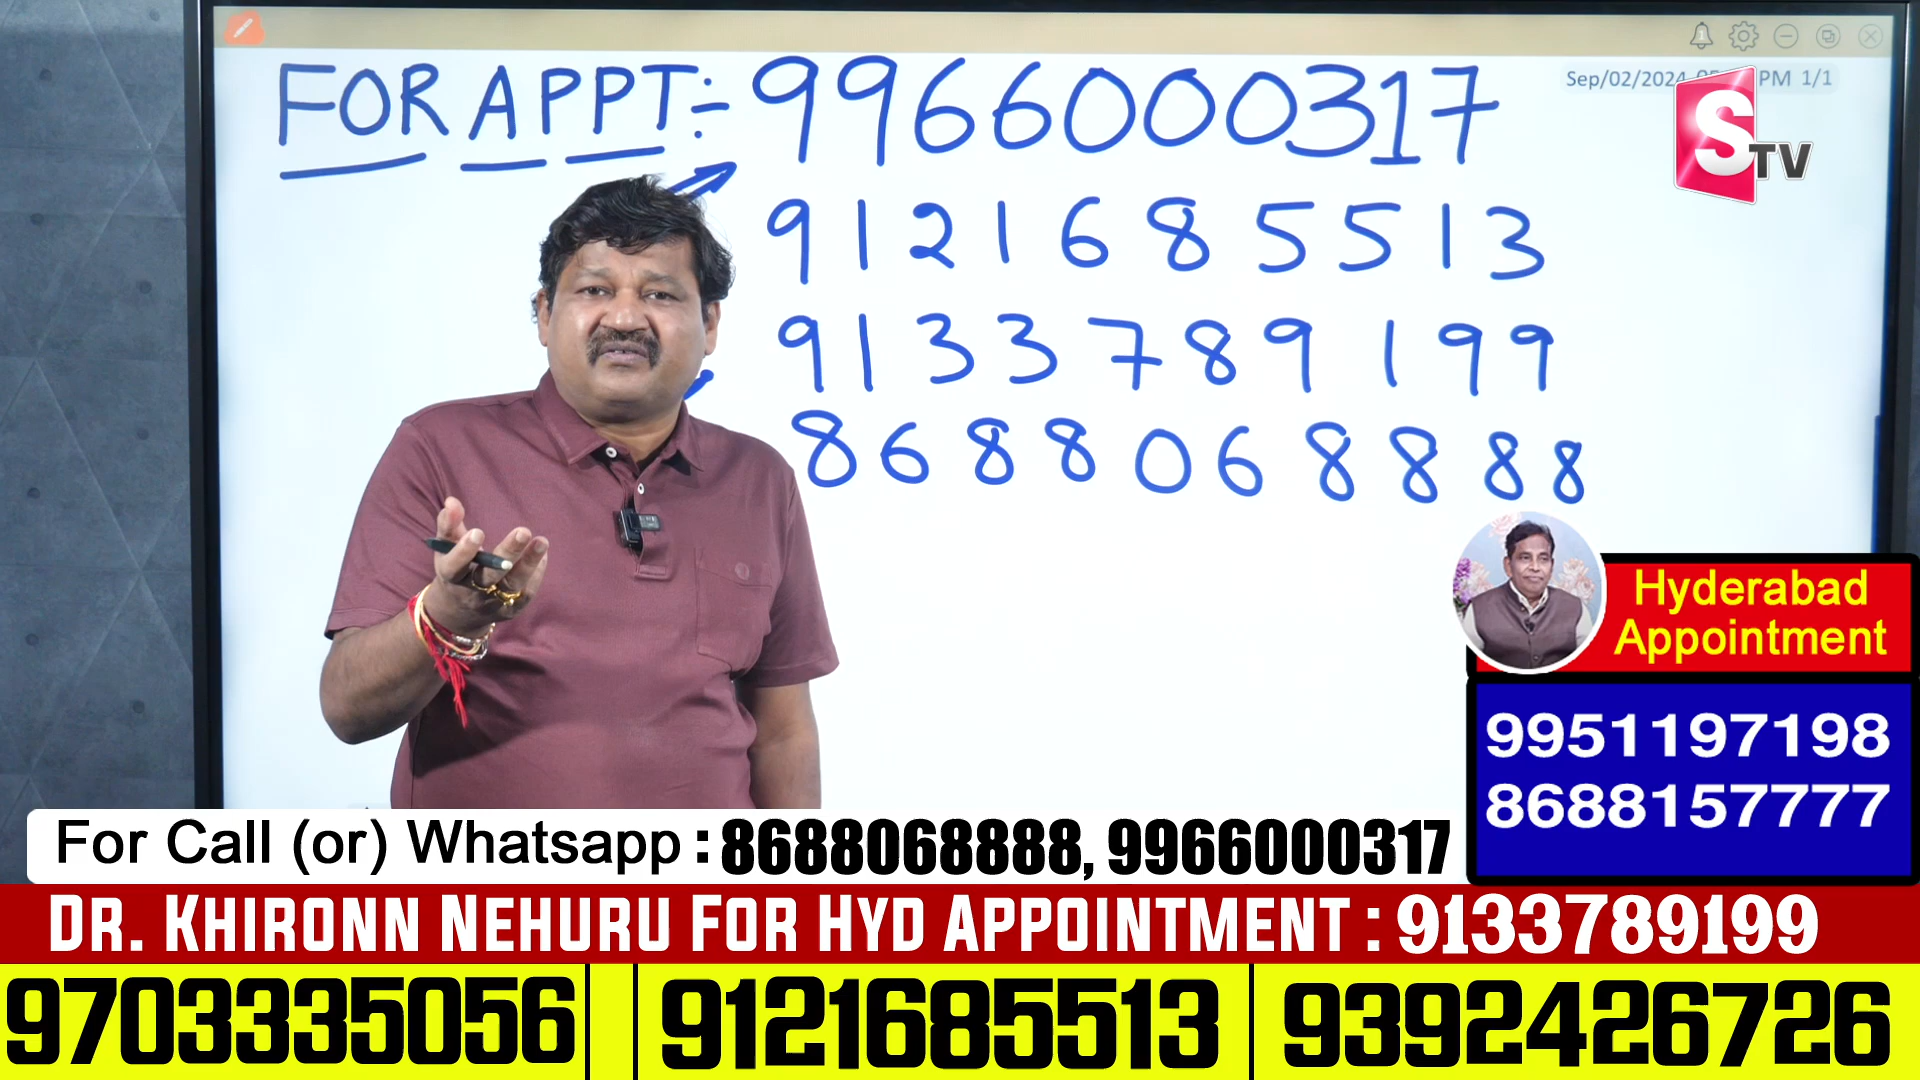 FOR APPT:- 9966000317
Sep/02/2024 PM 1/1
STV
9121685513
9133789199
8688068888
Hyderabad
Appointment
9951197198
8688157777
For Call (or) Whatsapp : 8688068888, 9966000317
DR. KHIRONN NEHURU FOR HYD APPOINTMENT : 9133789199
9703335056 9121685513 9392426726